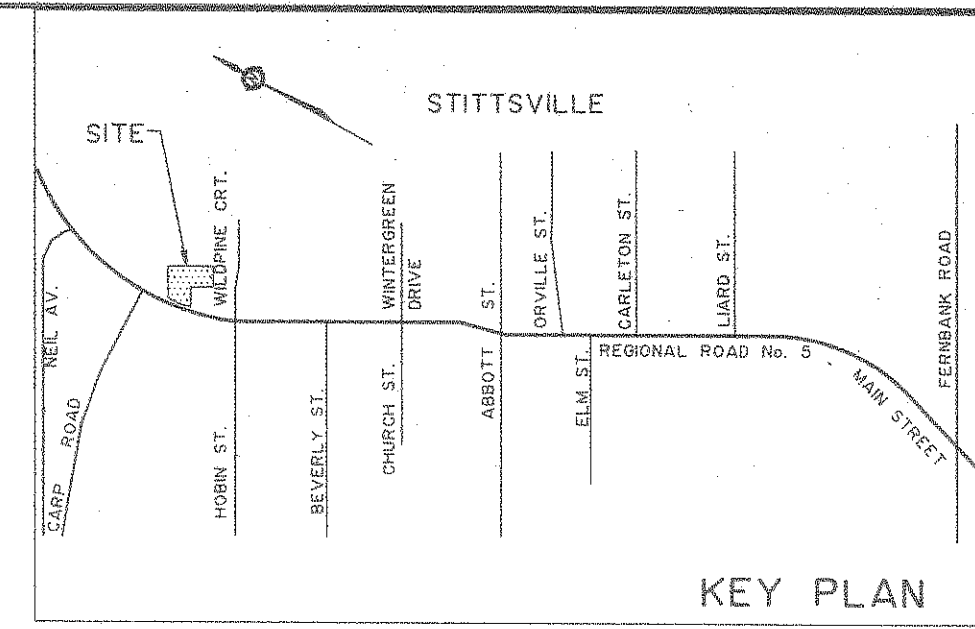 STITTSVILLE
SITE
N
NEIL AV.
CARP ROAD
WILDPINE CRT.
HOBIN ST.
BEVERLY ST.
WINTERGREEN
DRIVE
CHURCH ST.
ABBOTT ST.
ORVILLE ST.
ELM ST.
CARLETON ST.
LIARD ST.
REGIONAL ROAD No. 5 - MAIN STREET
FERNBANK ROAD
KEY PLAN